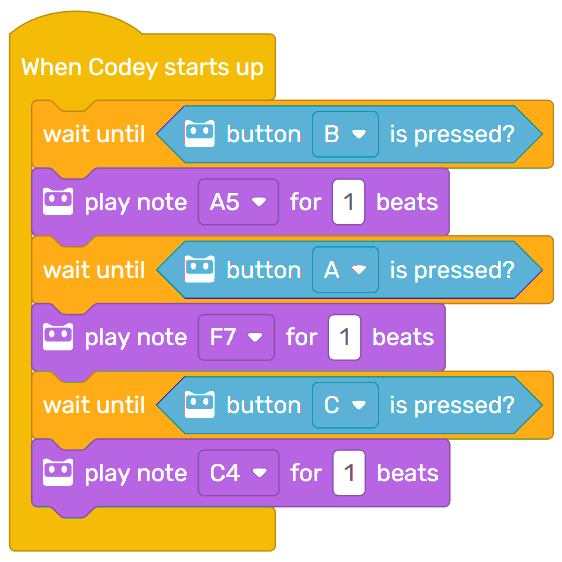 When Codey starts up
wait until button B is pressed?
play note A5 for 1 beats
wait until button A is pressed?
play note F7 for 1 beats
wait until button C is pressed?
play note C4 for 1 beats